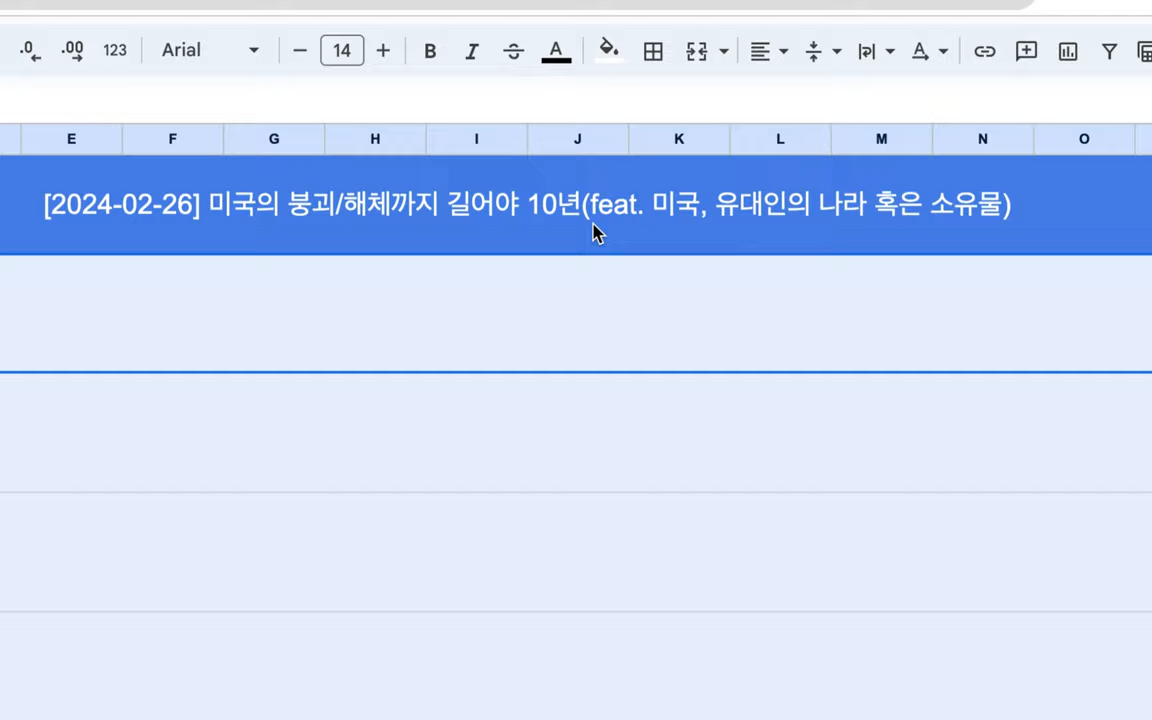 .0 .00 123 Arial 14 B I A A
E F G H I J K L M N O
[2024-02-26] 미국의 붕괴/해체까지 길어야 10년(feat. 미국, 유대인의 나라 혹은 소유물)